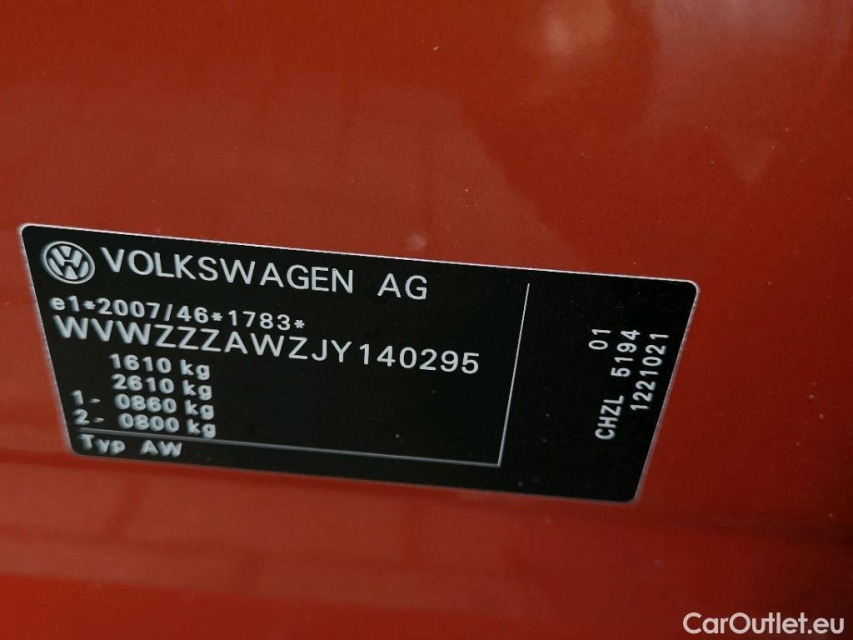 VOLKSWAGEN AG
e1*2007/46*1783*
WVWZZZAWZJY140295
1610 kg
2610 kg
1- 0860 kg
2- 0800 kg
Typ AW
01
CHZL 5194
1221021
CarOutlet.eu